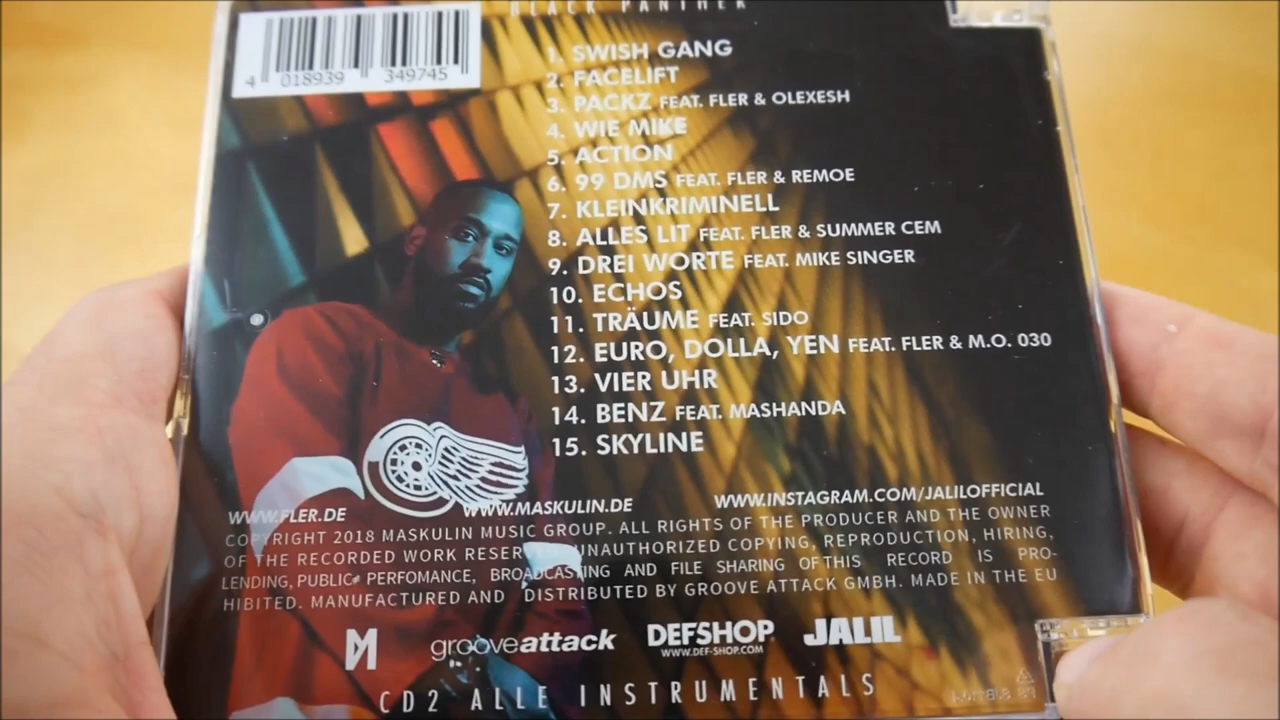 BLACK PANTHER
4 018939 349745
1. SWISH GANG
2. FACELIFT
3. PACKZ FEAT. FLER & OLEXESH
4. WIE MIKE
5. ACTION
6. 99 DMS FEAT. FLER & REMOE
7. KLEINKRIMINELL
8. ALLES LIT FEAT. FLER & SUMMER CEM
9. DREI WORTE FEAT. MIKE SINGER
10. ECHOS
11. TRÄUME FEAT. SIDO
12. EURO, DOLLA, YEN FEAT. FLER & M.O. 030
13. VIER UHR
14. BENZ FEAT. MASHANDA
15. SKYLINE
WWW.FLER.DE WWW.MASKULIN.DE WWW.INSTAGRAM.COM/JALILOFFICIAL
COPYRIGHT 2018 MASKULIN MUSIC GROUP. ALL RIGHTS OF THE PRODUCER AND THE OWNER
OF THE RECORDED WORK UNAUTHORIZED COPYING, REPRODUCTION, HIRING,
LENDING, PUBLIC PERFOMANCE, BROADCASTING AND FILE SHARING OF THIS RECORD IS PRO-
HIBITED. MANUFACTURED AND DISTRIBUTED BY GROOVE ATTACK GMBH. MADE IN THE EU
M grooveattack DEFSHOP JALIL
WWW.DEF-SHOP.COM
CD2 ALLE INSTRUMENTALS